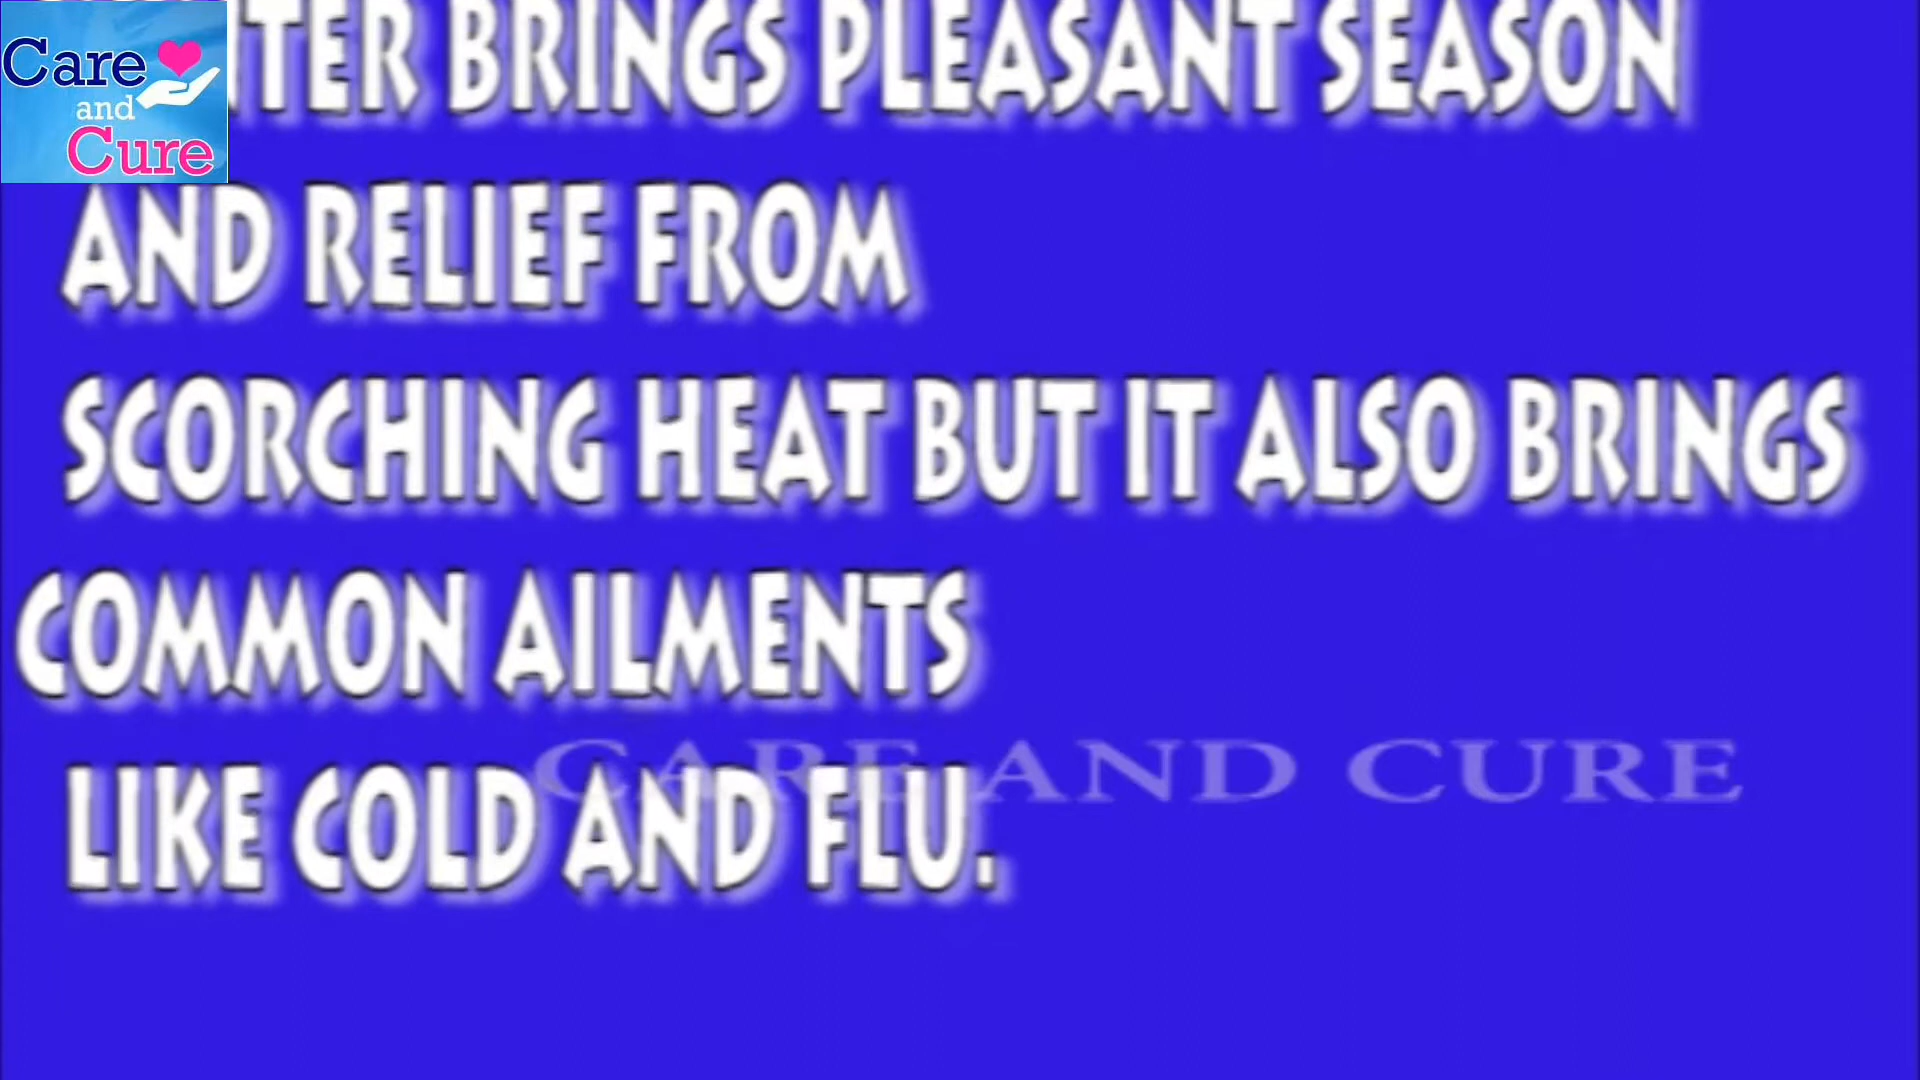 Care
and
Cure
TER BRINGS PLEASANT SEASON
AND RELIEF FROM
SCORCHING HEAT BUT IT ALSO BRINGS
COMMON AILMENTS
CARE AND CURE
LIKE COLD AND FLU.